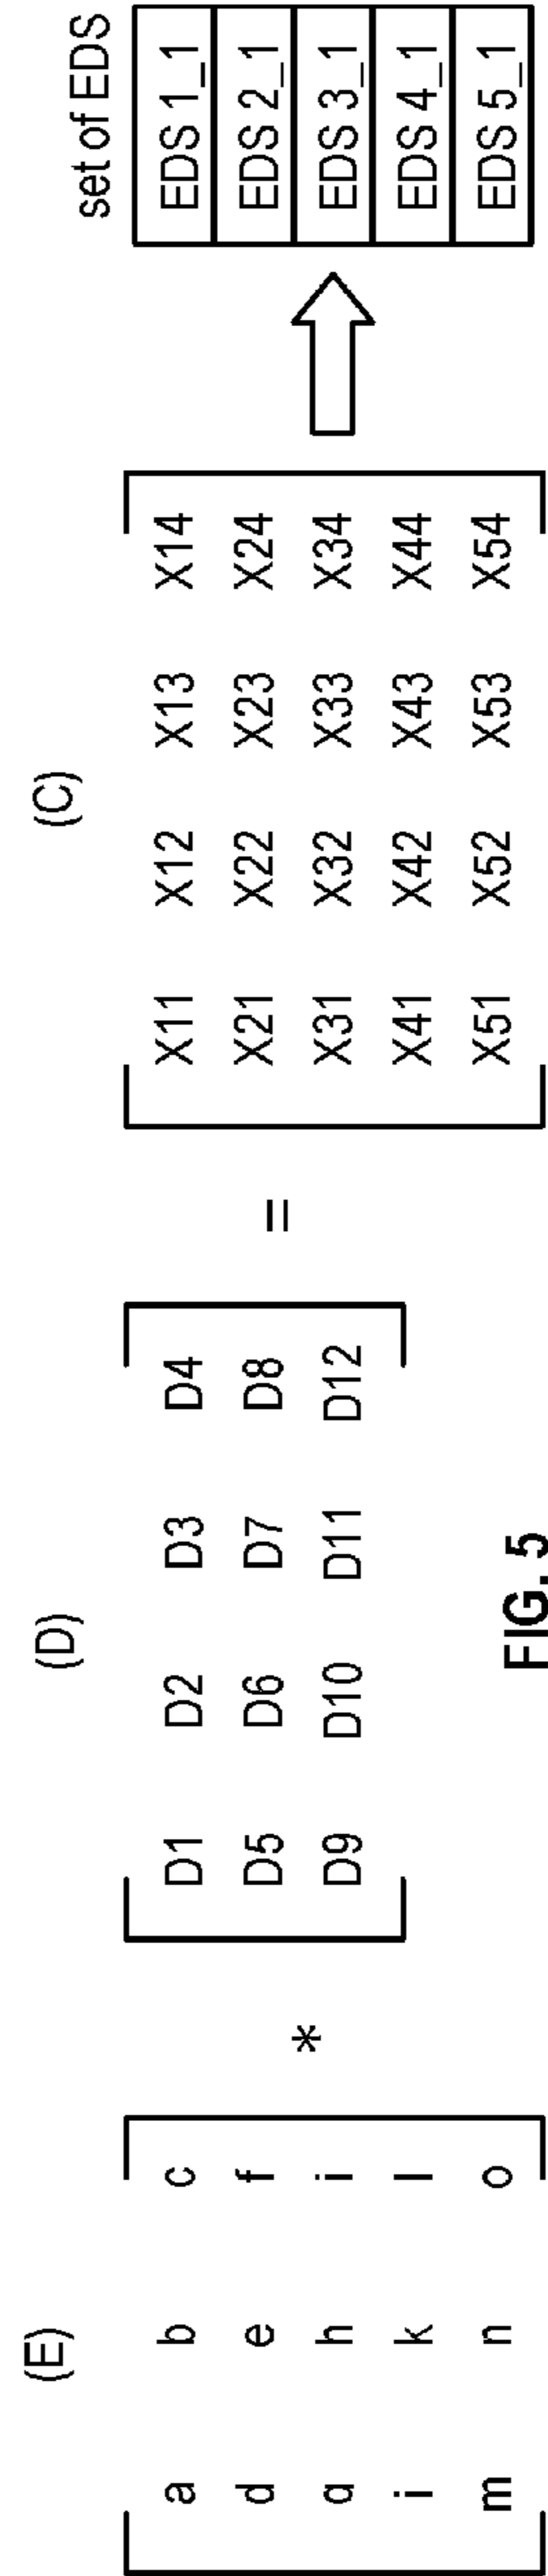 (E)
a b c
d e f
g h i
j k l
m n o
*
(D)
D1 D2 D3 D4
D5 D6 D7 D8
D9 D10 D11 D12
=
(C)
X11 X12 X13 X14
X21 X22 X23 X24
X31 X32 X33 X34
X41 X42 X43 X44
X51 X52 X53 X54
set of EDS
EDS 1_1
EDS 2_1
EDS 3_1
EDS 4_1
EDS 5_1
FIG. 5